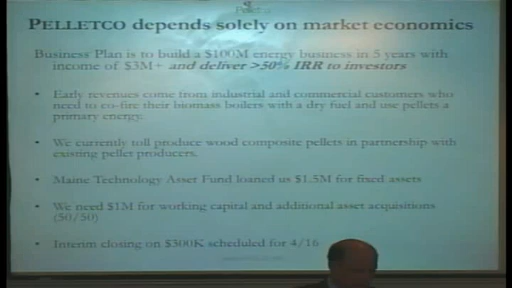 PELLETCO depends solely on market economics
Business Plan is to build a $100M energy business in 5 years with
income of $3M+ and deliver >50% IRR to investors
• Early revenues come from industrial and commercial customers who
need to co-fire their biomass boilers with a dry fuel and use pellets a
primary energy.
• We currently toll produce wood composite pellets in partnership with
existing pellet producers.
• Maine Technology Asset Fund loaned us $1.5M for fixed assets
• We need $1M for working capital and additional asset acquisitions
(50/50)
• Interim closing on $300K scheduled for 4/16